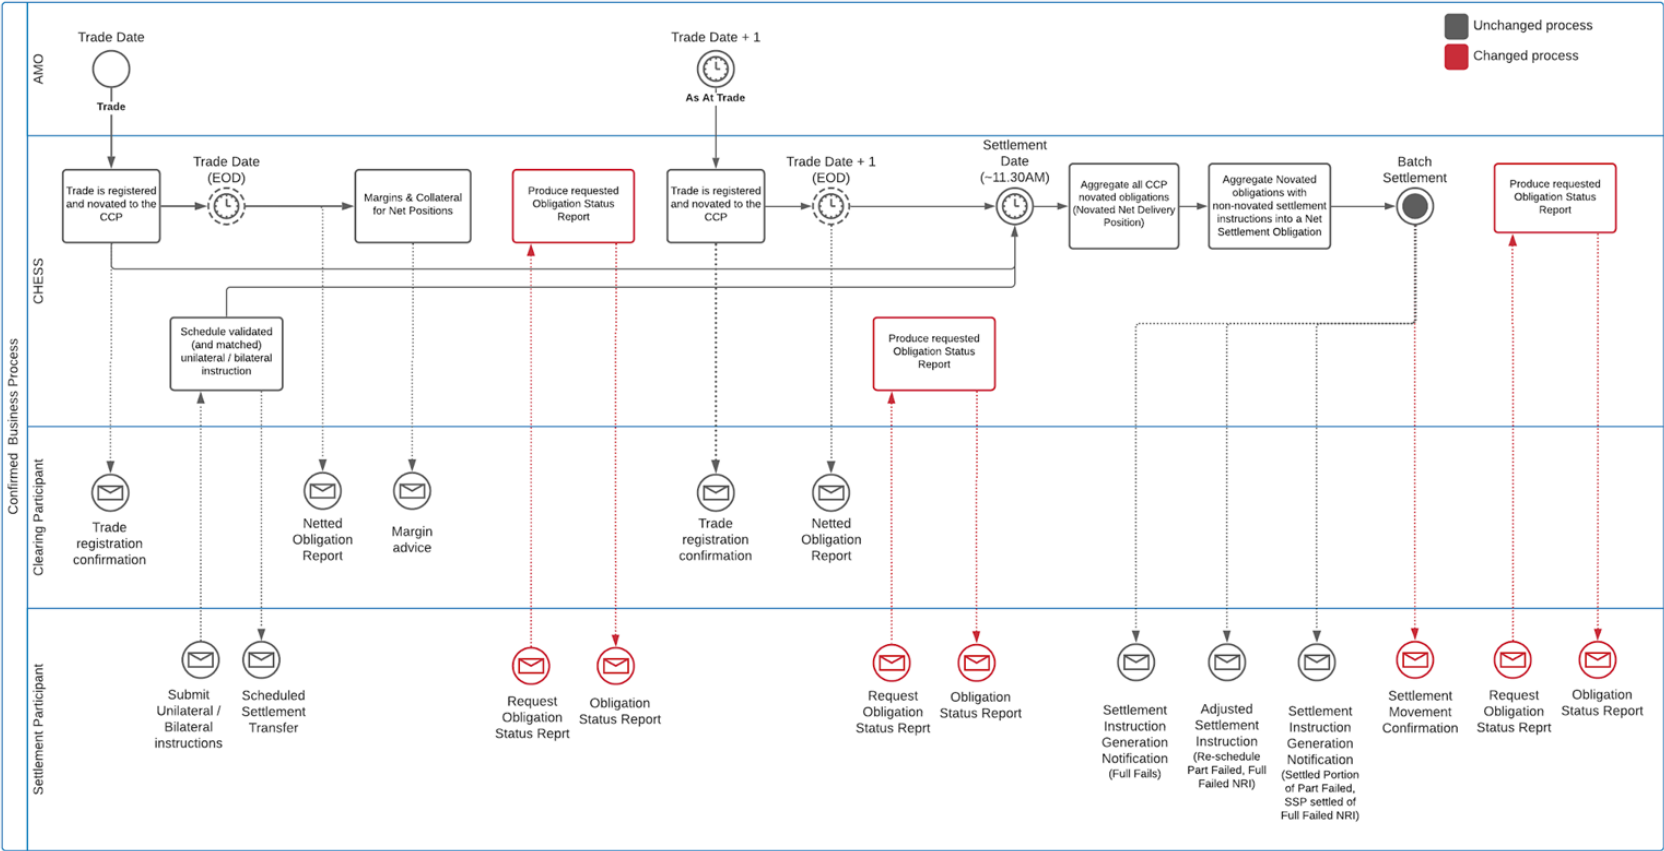 Unchanged process
Changed process
Confirmed Business Process
AMO
Trade Date
Trade
Trade Date + 1
As At Trade
CHESS
Trade is registered
and novated to the
CCP
Trade Date
(EOD)
Margins & Collateral
for Net Positions
Produce requested
Obligation Status
Report
Trade is registered
and novated to the
CCP
Trade Date + 1
(EOD)
Settlement
Date
(~11.30AM)
Aggregate all CCP
novated obligations
(Novated Net Delivery
Position)
Aggregate Novated
obligations with
non-novated settlement
instructions into a Net
Settlement Obligation
Batch
Settlement
Produce requested
Obligation Status
Report
Schedule validated
(and matched)
unilateral / bilateral
instruction
Produce requested
Obligation Status
Report
Clearing Participant
Trade
registration
confirmation
Netted
Obligation
Report
Margin
advice
Trade
registration
confirmation
Netted
Obligation
Report
Settlement Participant
Submit
Unilateral /
Bilateral
instructions
Scheduled
Settlement
Transfer
Request
Obligation
Status Reprt
Obligation
Status Report
Request
Obligation
Status Reprt
Obligation
Status Report
Settlement
Instruction
Generation
Notification
(Full Fails)
Adjusted
Settlement
Instruction
(Re-schedule
Part Failed, Full
Failed NRI)
Settlement
Instruction
Generation
Notification
(Settled Portion
of Part Failed,
SSP settled of
Full Failed NRI)
Settlement
Movement
Confirmation
Request
Obligation
Status Reprt
Obligation
Status Report